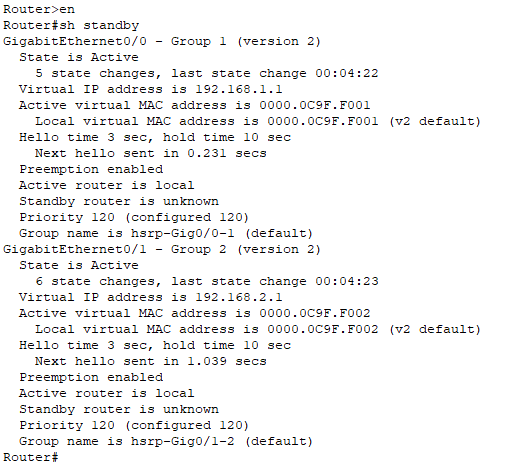 Router>en
Router#sh standby
GigabitEthernet0/0 - Group 1 (version 2)
State is Active
5 state changes, last state change 00:04:22
Virtual IP address is 192.168.1.1
Active virtual MAC address is 0000.0C9F.F001
Local virtual MAC address is 0000.0C9F.F001 (v2 default)
Hello time 3 sec, hold time 10 sec
Next hello sent in 0.231 secs
Preemption enabled
Active router is local
Standby router is unknown
Priority 120 (configured 120)
Group name is hsrp-Gig0/0-1 (default)
GigabitEthernet0/1 - Group 2 (version 2)
State is Active
6 state changes, last state change 00:04:23
Virtual IP address is 192.168.2.1
Active virtual MAC address is 0000.0C9F.F002
Local virtual MAC address is 0000.0C9F.F002 (v2 default)
Hello time 3 sec, hold time 10 sec
Next hello sent in 1.039 secs
Preemption enabled
Active router is local
Standby router is unknown
Priority 120 (configured 120)
Group name is hsrp-Gig0/1-2 (default)
Router#